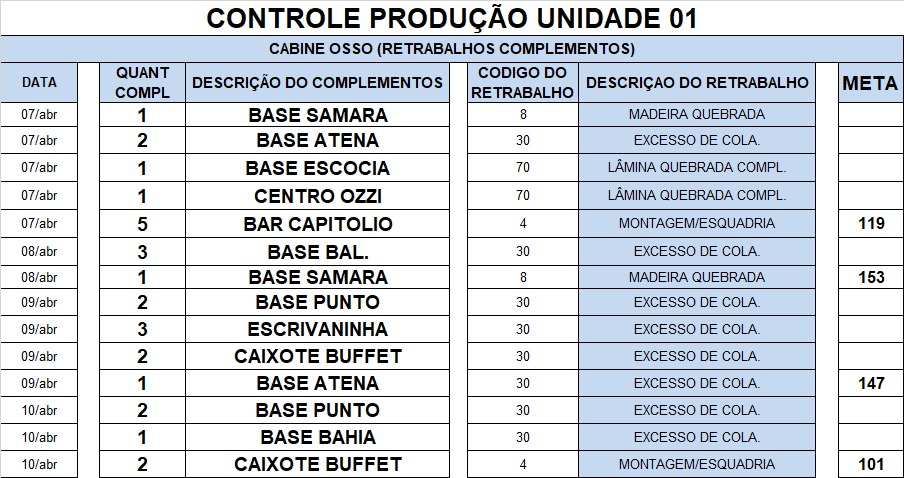 CONTROLE PRODUÇÃO UNIDADE 01
CABINE OSSO (RETRABALHOS COMPLEMENTOS)
DATA QUANT COMPL DESCRIÇÃO DO COMPLEMENTOS CODIGO DO RETRABALHO DESCRIÇAO DO RETRABALHO META
07/abr 1 BASE SAMARA 8 MADEIRA QUEBRADA
07/abr 2 BASE ATENA 30 EXCESSO DE COLA.
07/abr 1 BASE ESCOCIA 70 LÂMINA QUEBRADA COMPL.
07/abr 1 CENTRO OZZI 70 LÂMINA QUEBRADA COMPL.
07/abr 5 BAR CAPITOLIO 4 MONTAGEM/ESQUADRIA 119
08/abr 3 BASE BAL. 30 EXCESSO DE COLA.
08/abr 1 BASE SAMARA 8 MADEIRA QUEBRADA 153
09/abr 2 BASE PUNTO 30 EXCESSO DE COLA.
09/abr 3 ESCRIVANINHA 30 EXCESSO DE COLA.
09/abr 2 CAIXOTE BUFFET 30 EXCESSO DE COLA.
09/abr 1 BASE ATENA 30 EXCESSO DE COLA. 147
10/abr 2 BASE PUNTO 30 EXCESSO DE COLA.
10/abr 1 BASE BAHIA 30 EXCESSO DE COLA.
10/abr 2 CAIXOTE BUFFET 4 MONTAGEM/ESQUADRIA 101